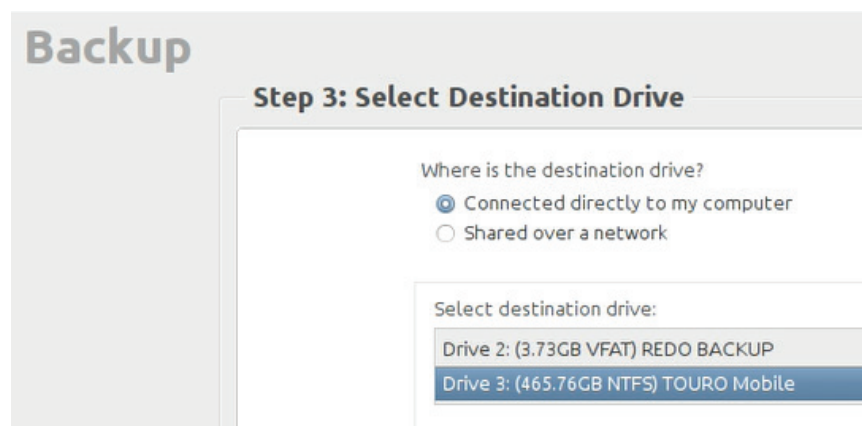 Backup
Step 3: Select Destination Drive
Where is the destination drive?
Connected directly to my computer
Shared over a network
Select destination drive:
Drive 2: (3.73GB VFAT) REDO BACKUP
Drive 3: (465.76GB NTFS) TOURO Mobile